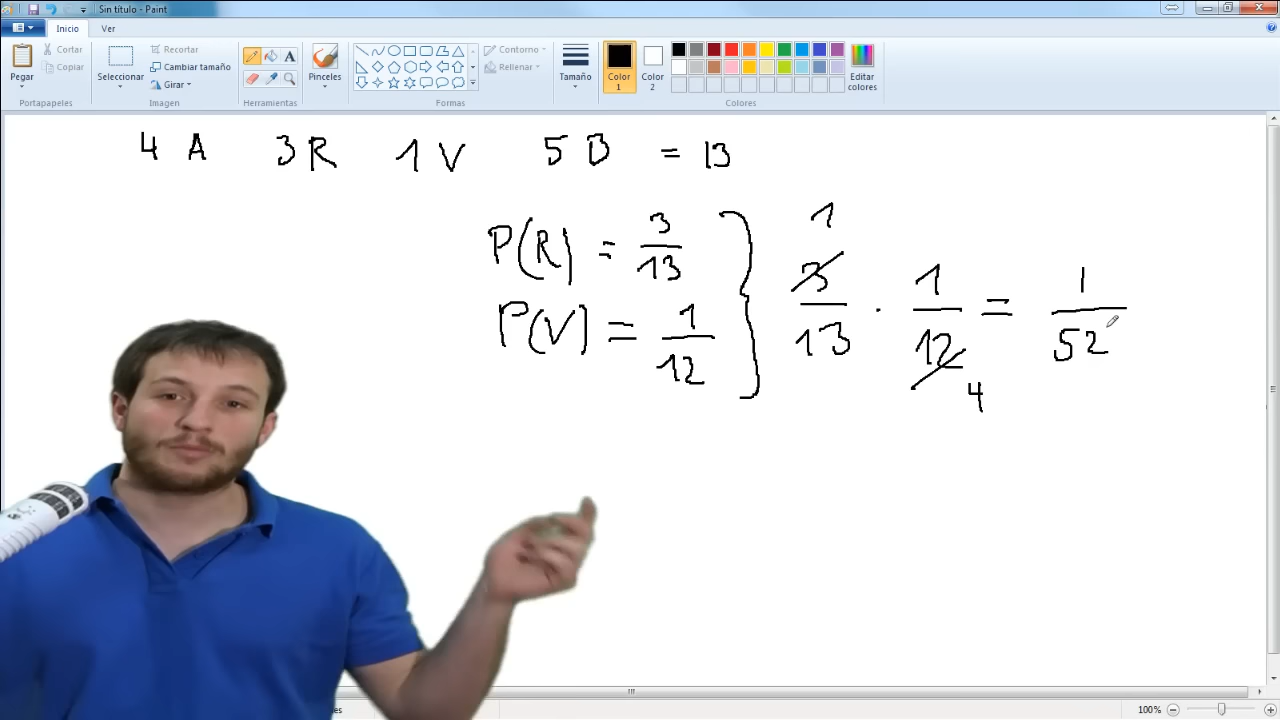 Sin título - Paint
Inicio Ver
Pegar
Cortar
Copiar
Portapapeles
Seleccionar
Recortar
Cambiar tamaño
Girar
Imagen
A
Herramientas
Pinceles
Contorno
Rellenar
Formas
Tamaño
Color 1
Color 2
Editar colores
Colores
4 A 3 R 1 V 5 B = 13
P(R) = 3/13
P(V) = 1/12
1
3/13 · 1/12 = 1/52
4
100%